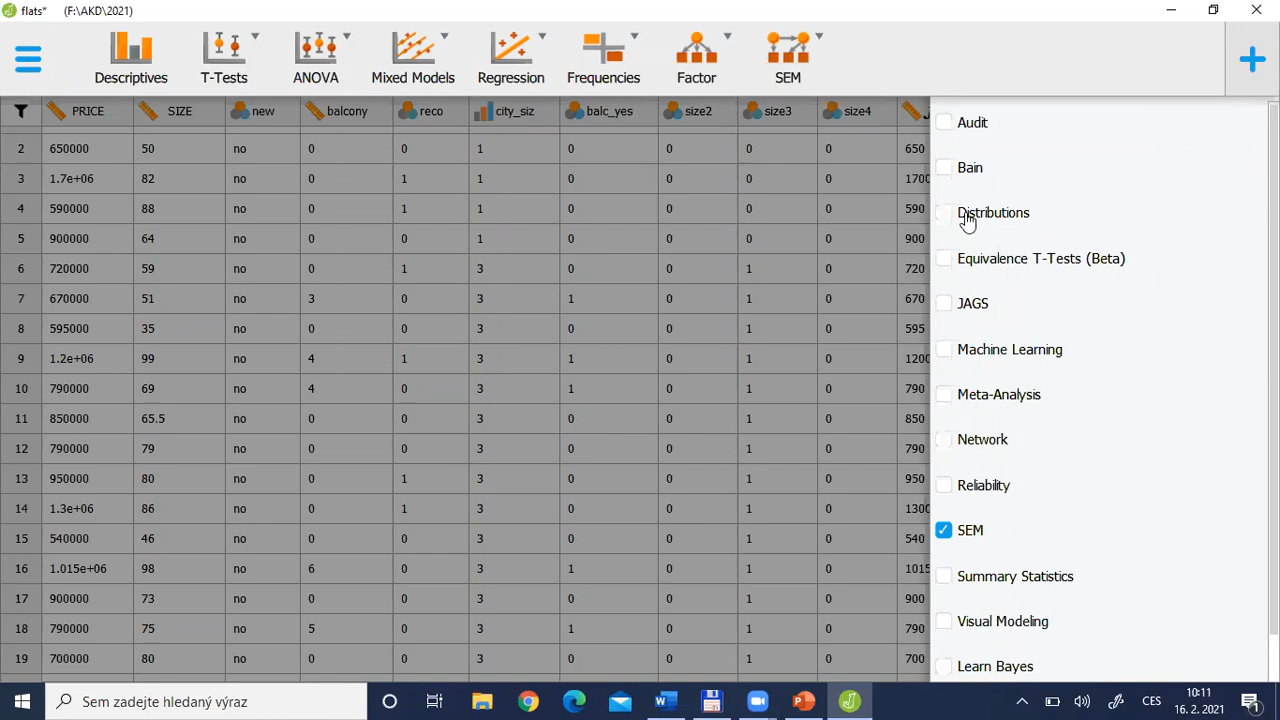 flats* (F:\AKD\2021)
Descriptives T-Tests ANOVA Mixed Models Regression Frequencies Factor SEM
PRICE SIZE new balcony reco city_siz balc_yes size2 size3 size4
2 650000 50 no 0 0 1 0 0 0 0 650
3 1.7e+06 82 no 0 1 1 0 0 0 0 1700
4 590000 88 no 0 1 1 0 0 0 0 590
5 900000 64 no 0 0 1 0 0 0 0 900
6 720000 59 no 0 1 3 0 0 1 0 720
7 670000 51 no 3 0 3 1 0 1 0 670
8 595000 35 no 0 0 3 0 0 1 0 595
9 1.2e+06 99 no 4 1 3 1 0 1 0 1200
10 790000 69 no 4 0 3 1 0 1 0 790
11 850000 65.5 no 0 0 3 0 0 1 0 850
12 790000 79 no 0 0 3 0 0 1 0 790
13 950000 80 no 0 1 3 0 0 1 0 950
14 1.3e+06 86 no 0 1 3 0 0 1 0 1300
15 540000 46 no 0 0 3 0 0 1 0 540
16 1.015e+06 98 no 6 0 3 1 0 1 0 1015
17 900000 73 no 0 0 3 0 0 1 0 900
18 790000 75 no 5 0 3 1 0 1 0 790
19 700000 80 no 0 0 3 0 0 1 0 700
Audit
Bain
Distributions
Equivalence T-Tests (Beta)
JAGS
Machine Learning
Meta-Analysis
Network
Reliability
SEM
Summary Statistics
Visual Modeling
Learn Bayes
Sem zadejte hledaný výraz
CES
10:11
16. 2. 2021
1